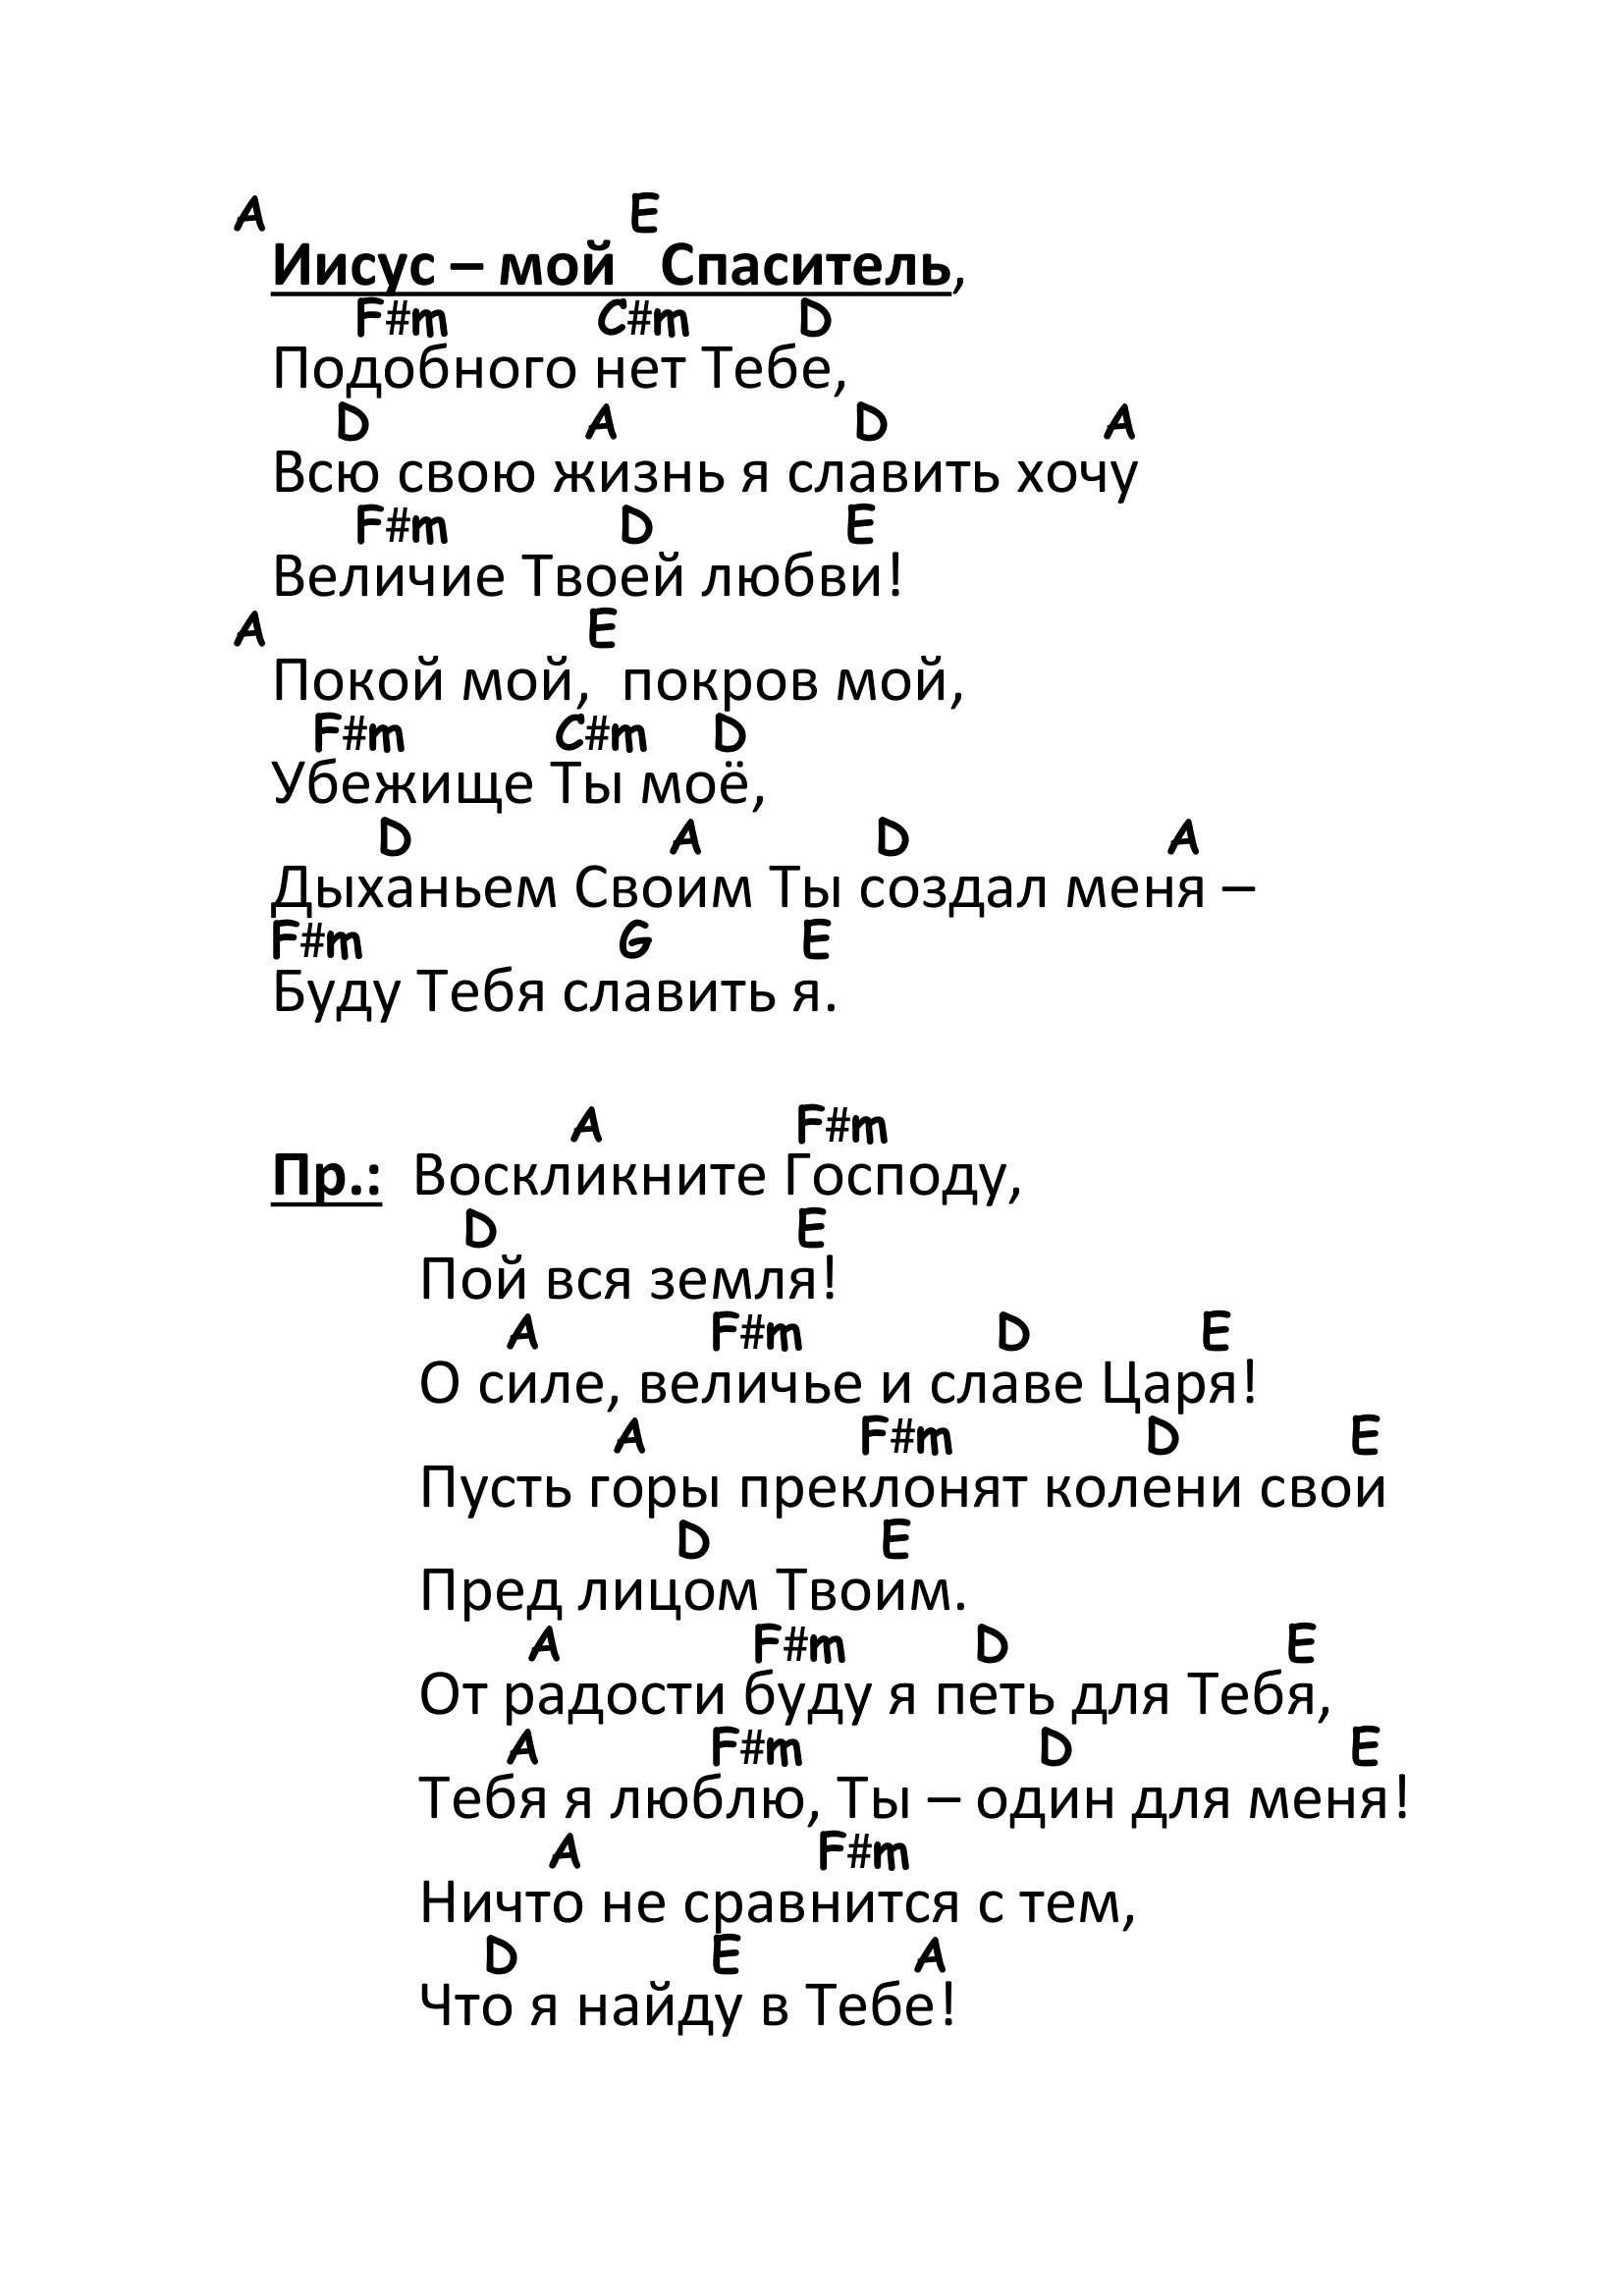 A E
Иисус – мой Спаситель,
F#m C#m D
Подобного нет Тебе,
D A D A
Всю свою жизнь я славить хочу
F#m D E
Величие Твоей любви!
A E
Покой мой, покров мой,
F#m C#m D
Убежище Ты моё,
D A D A
Дыханьем Своим Ты создал меня –
F#m G E
Буду Тебя славить я.
A F#m
Пр.: Воскликните Господу,
D E
Пой вся земля!
A F#m D E
О силе, величье и славе Царя!
A F#m D E
Пусть горы преклонят колени свои
D E
Пред лицом Твоим.
A F#m D E
От радости буду я петь для Тебя,
A F#m D E
Тебя я люблю, Ты – один для меня!
A F#m
Ничто не сравнится с тем,
D E A
Что я найду в Тебе!